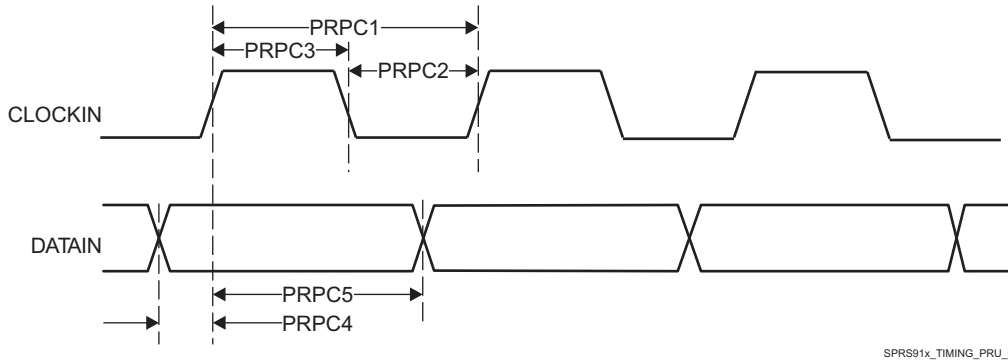 PRPC1
PRPC3
PRPC2
CLOCKIN
DATAIN
PRPC5
PRPC4
SPRS91x_TIMING_PRU_